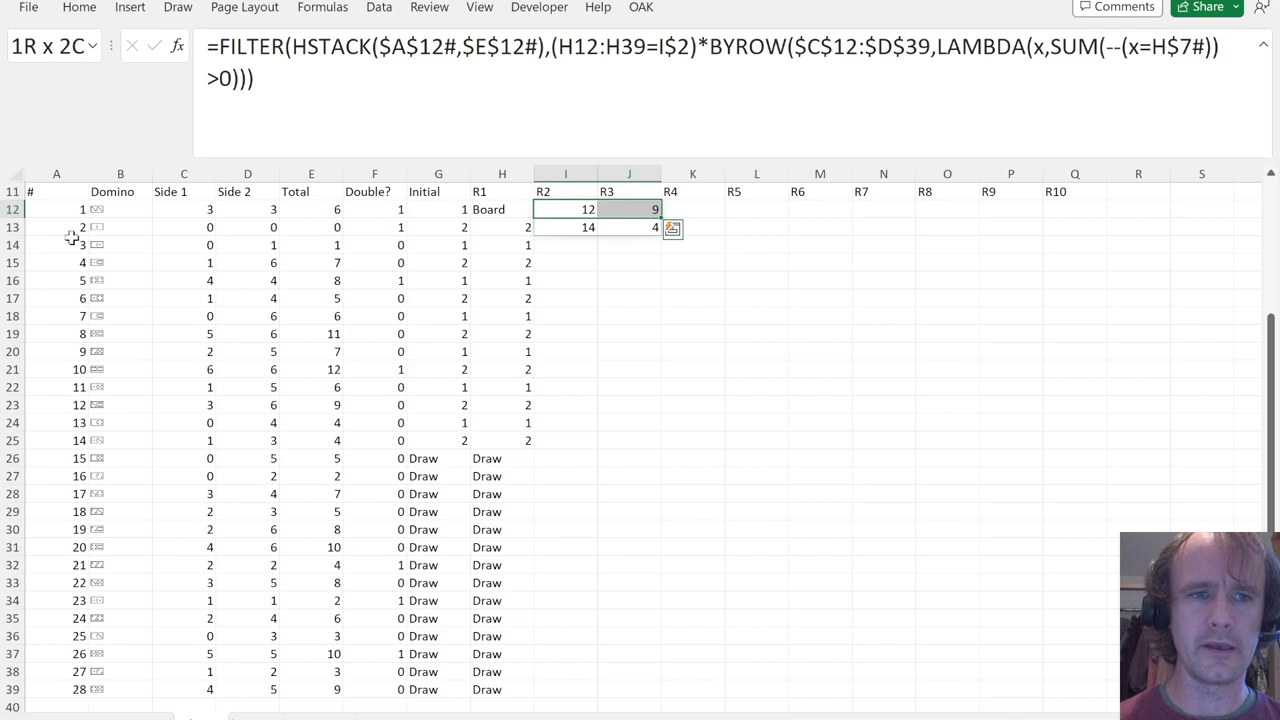 File Home Insert Draw Page Layout Formulas Data Review View Developer Help OAK Comments Share
1R x 2C fx =FILTER(HSTACK($A$12#,$E$12#),(H12:H39=I$2)*BYROW($C$12:$D$39,LAMBDA(x,SUM(--(x=H$7#))
>0)))
A B C D E F G H I J K L M N O P Q R S
11 # Domino Side 1 Side 2 Total Double? Initial R1 R2 R3 R4 R5 R6 R7 R8 R9 R10
12 1 3 3 6 1 1 Board 12 9
13 2 0 0 0 1 2 2 14 4
14 3 0 1 1 0 1 1
15 4 1 6 7 0 2 2
16 5 4 4 8 1 1 1
17 6 1 4 5 0 2 2
18 7 0 6 6 0 1 1
19 8 5 6 11 0 2 2
20 9 2 5 7 0 1 1
21 10 6 6 12 1 2 2
22 11 1 5 6 0 1 1
23 12 3 6 9 0 2 2
24 13 0 4 4 0 1 1
25 14 1 3 4 0 2 2
26 15 0 5 5 0 Draw Draw
27 16 0 2 2 0 Draw Draw
28 17 3 4 7 0 Draw Draw
29 18 2 3 5 0 Draw Draw
30 19 2 6 8 0 Draw Draw
31 20 4 6 10 0 Draw Draw
32 21 2 2 4 1 Draw Draw
33 22 3 5 8 0 Draw Draw
34 23 1 1 2 1 Draw Draw
35 24 2 4 6 0 Draw Draw
36 25 0 3 3 0 Draw Draw
37 26 5 5 10 1 Draw Draw
38 27 1 2 3 0 Draw Draw
39 28 4 5 9 0 Draw Draw
40